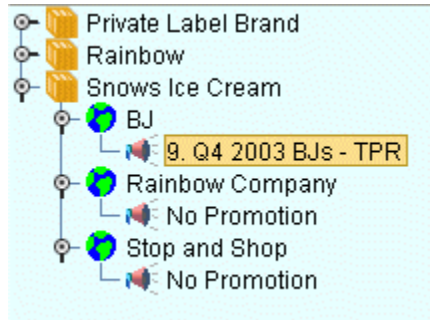 Private Label Brand
Rainbow
Snows Ice Cream
BJ
9. Q4 2003 BJs - TPR
Rainbow Company
No Promotion
Stop and Shop
No Promotion